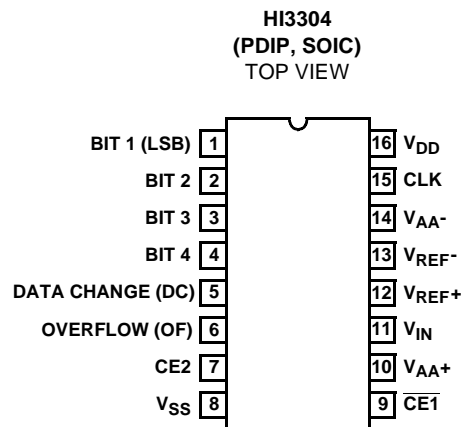 HI3304
(PDIP, SOIC)
TOP VIEW
BIT 1 (LSB) 1 16 VDD
BIT 2 2 15 CLK
BIT 3 3 14 VAA-
BIT 4 4 13 VREF-
DATA CHANGE (DC) 5 12 VREF+
OVERFLOW (OF) 6 11 VIN
CE2 7 10 VAA+
VSS 8 9 C̅E̅1̅